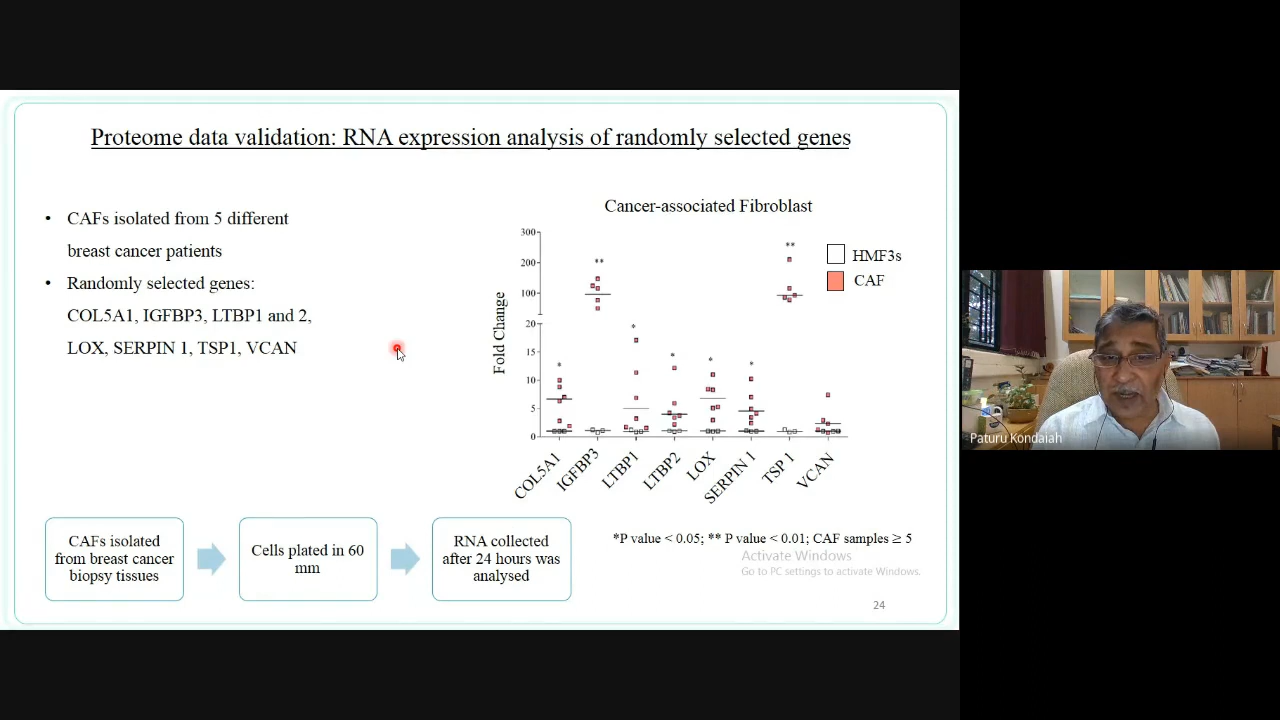 Proteome data validation: RNA expression analysis of randomly selected genes
• CAFs isolated from 5 different
breast cancer patients
• Randomly selected genes:
COL5A1, IGFBP3, LTBP1 and 2,
LOX, SERPIN 1, TSP1, VCAN
Cancer-associated Fibroblast
Fold Change
300
200
100
20
15
10
5
0
**
*
*
*
*
*
**
HMF3s
CAF
COL5A1
IGFBP3
LTBP1
LTBP2
LOX
SERPIN 1
TSP 1
VCAN
*P value < 0.05; ** P value < 0.01; CAF samples ≥ 5
CAFs isolated
from breast cancer
biopsy tissues
Cells plated in 60
mm
RNA collected
after 24 hours was
analysed
Activate Windows
Go to PC settings to activate Windows.
24
Paturu Kondaiah